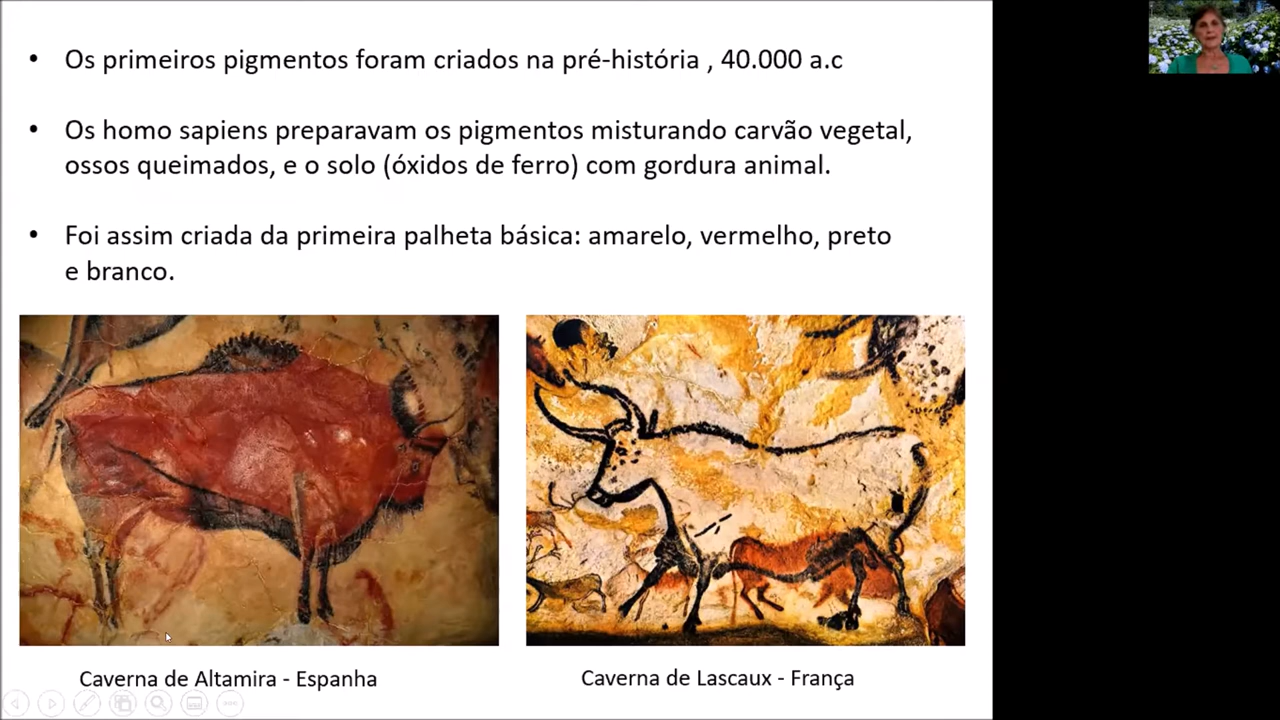 • Os primeiros pigmentos foram criados na pré-história , 40.000 a.c
• Os homo sapiens preparavam os pigmentos misturando carvão vegetal,
ossos queimados, e o solo (óxidos de ferro) com gordura animal.
• Foi assim criada da primeira palheta básica: amarelo, vermelho, preto
e branco.
Caverna de Altamira - Espanha
Caverna de Lascaux - França